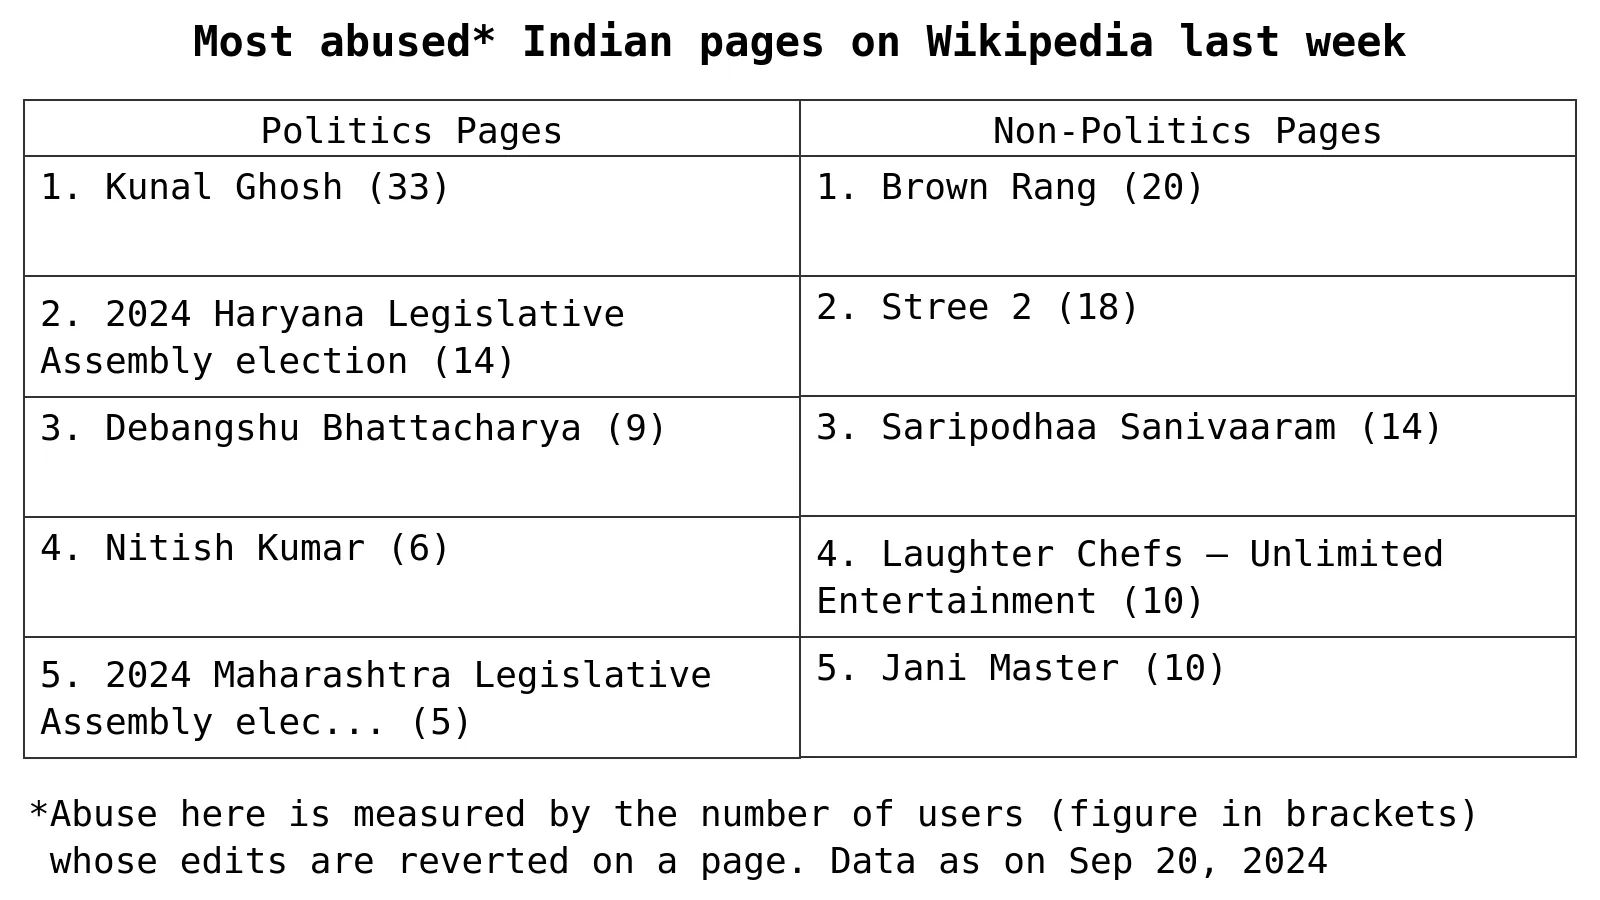 Most abused* Indian pages on Wikipedia last week
Politics Pages
Non-Politics Pages
1. Kunal Ghosh (33)
1. Brown Rang (20)
2. 2024 Haryana Legislative
Assembly election (14)
2. Stree 2 (18)
3. Debangshu Bhattacharya (9)
3. Saripodhaa Sanivaaram (14)
4. Nitish Kumar (6)
4. Laughter Chefs – Unlimited
Entertainment (10)
5. 2024 Maharashtra Legislative
Assembly elec... (5)
5. Jani Master (10)
*Abuse here is measured by the number of users (figure in brackets)
whose edits are reverted on a page. Data as on Sep 20, 2024